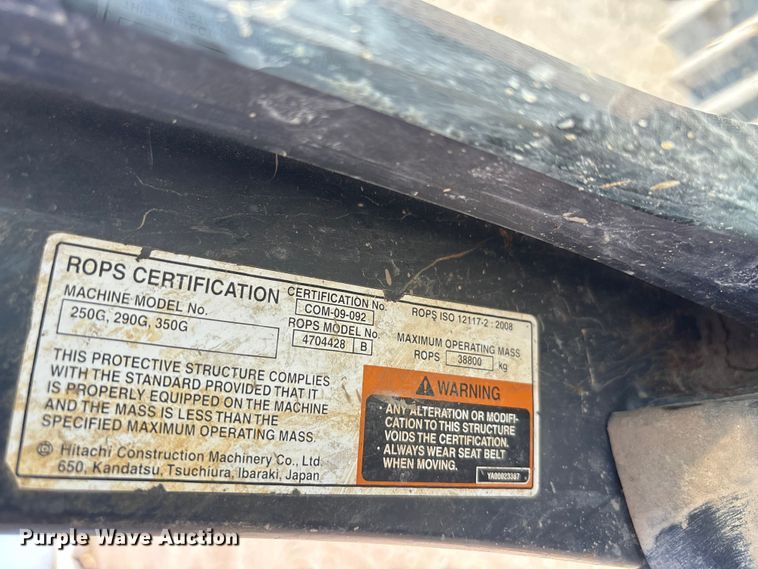 ROPS CERTIFICATION
MACHINE MODEL No.
250G, 290G, 350G
CERTIFICATION No.
COM-09-092
ROPS MODEL No.
4704428 B
ROPS ISO 12117-2 : 2008
MAXIMUM OPERATING MASS
ROPS 38800 kg
THIS PROTECTIVE STRUCTURE COMPLIES
WITH THE STANDARD PROVIDED THAT IT
IS PROPERLY EQUIPPED ON THE MACHINE
AND THE MASS IS LESS THAN THE
SPECIFIED MAXIMUM OPERATING MASS.
© Hitachi Construction Machinery Co., Ltd.
650, Kandatsu, Tsuchiura, Ibaraki, Japan
WARNING
• ANY ALTERATION OR MODIFI-
CATION TO THIS STRUCTURE
VOIDS THE CERTIFICATION.
• ALWAYS WEAR SEAT BELT
WHEN MOVING.
YA00023387
Purple Wave Auction